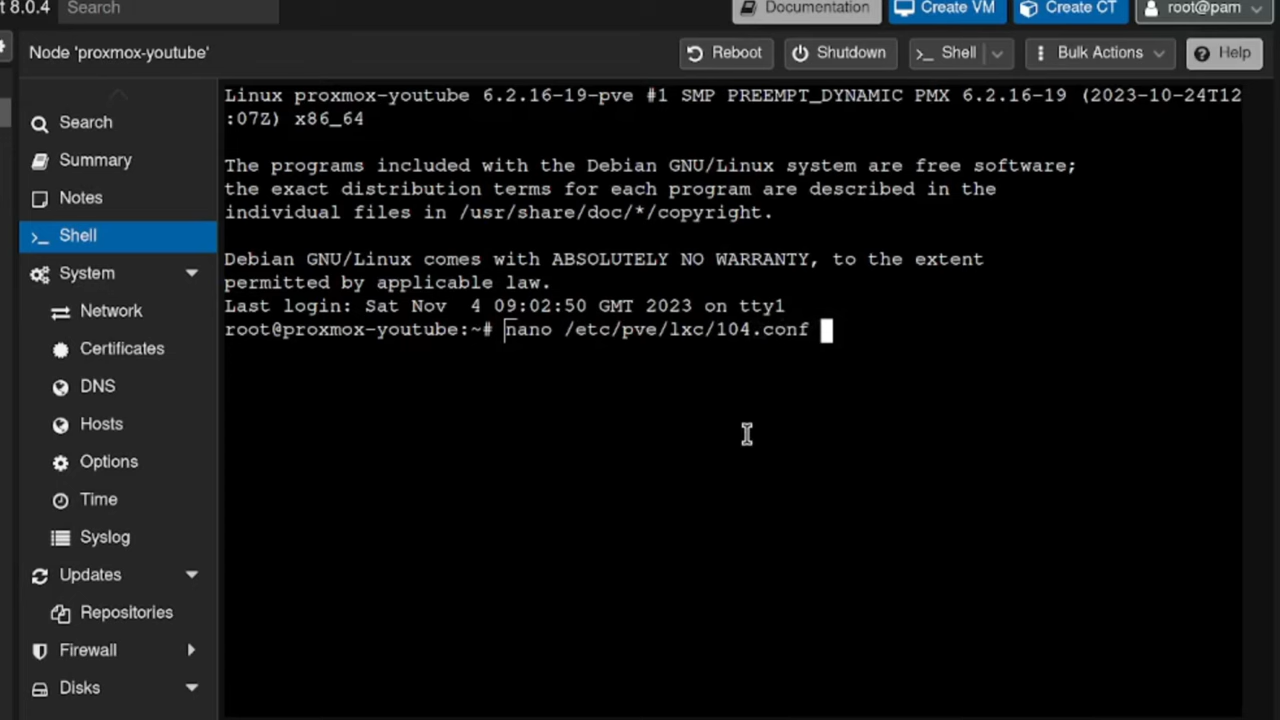 t 8.0.4
Search
Documentation
Create VM
Create CT
root@pam
Node 'proxmox-youtube'
Reboot
Shutdown
Shell
Bulk Actions
Help
Search
Summary
Notes
Shell
System
Network
Certificates
DNS
Hosts
Options
Time
Syslog
Updates
Repositories
Firewall
Disks
Linux proxmox-youtube 6.2.16-19-pve #1 SMP PREEMPT_DYNAMIC PMX 6.2.16-19 (2023-10-24T12
:07Z) x86_64
The programs included with the Debian GNU/Linux system are free software;
the exact distribution terms for each program are described in the
individual files in /usr/share/doc/*/copyright.
Debian GNU/Linux comes with ABSOLUTELY NO WARRANTY, to the extent
permitted by applicable law.
Last login: Sat Nov  4 09:02:50 GMT 2023 on tty1
root@proxmox-youtube:~# nano /etc/pve/lxc/104.conf